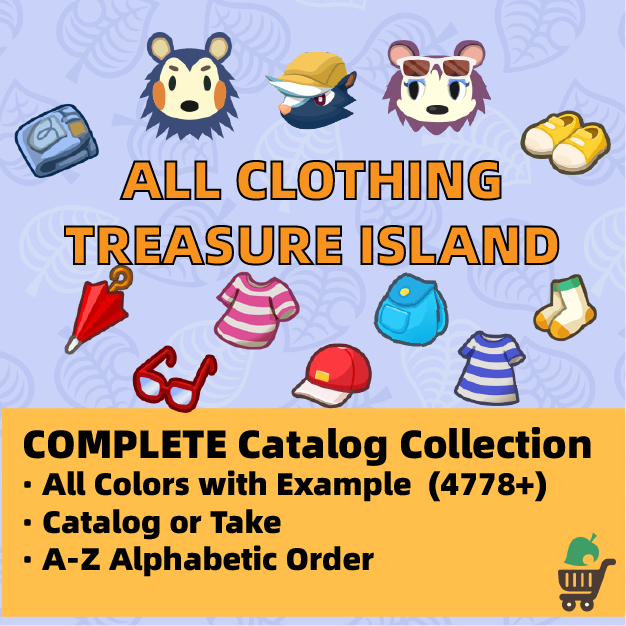 ALL CLOTHING
TREASURE ISLAND
COMPLETE Catalog Collection
· All Colors with Example (4778+)
· Catalog or Take
· A-Z Alphabetic Order